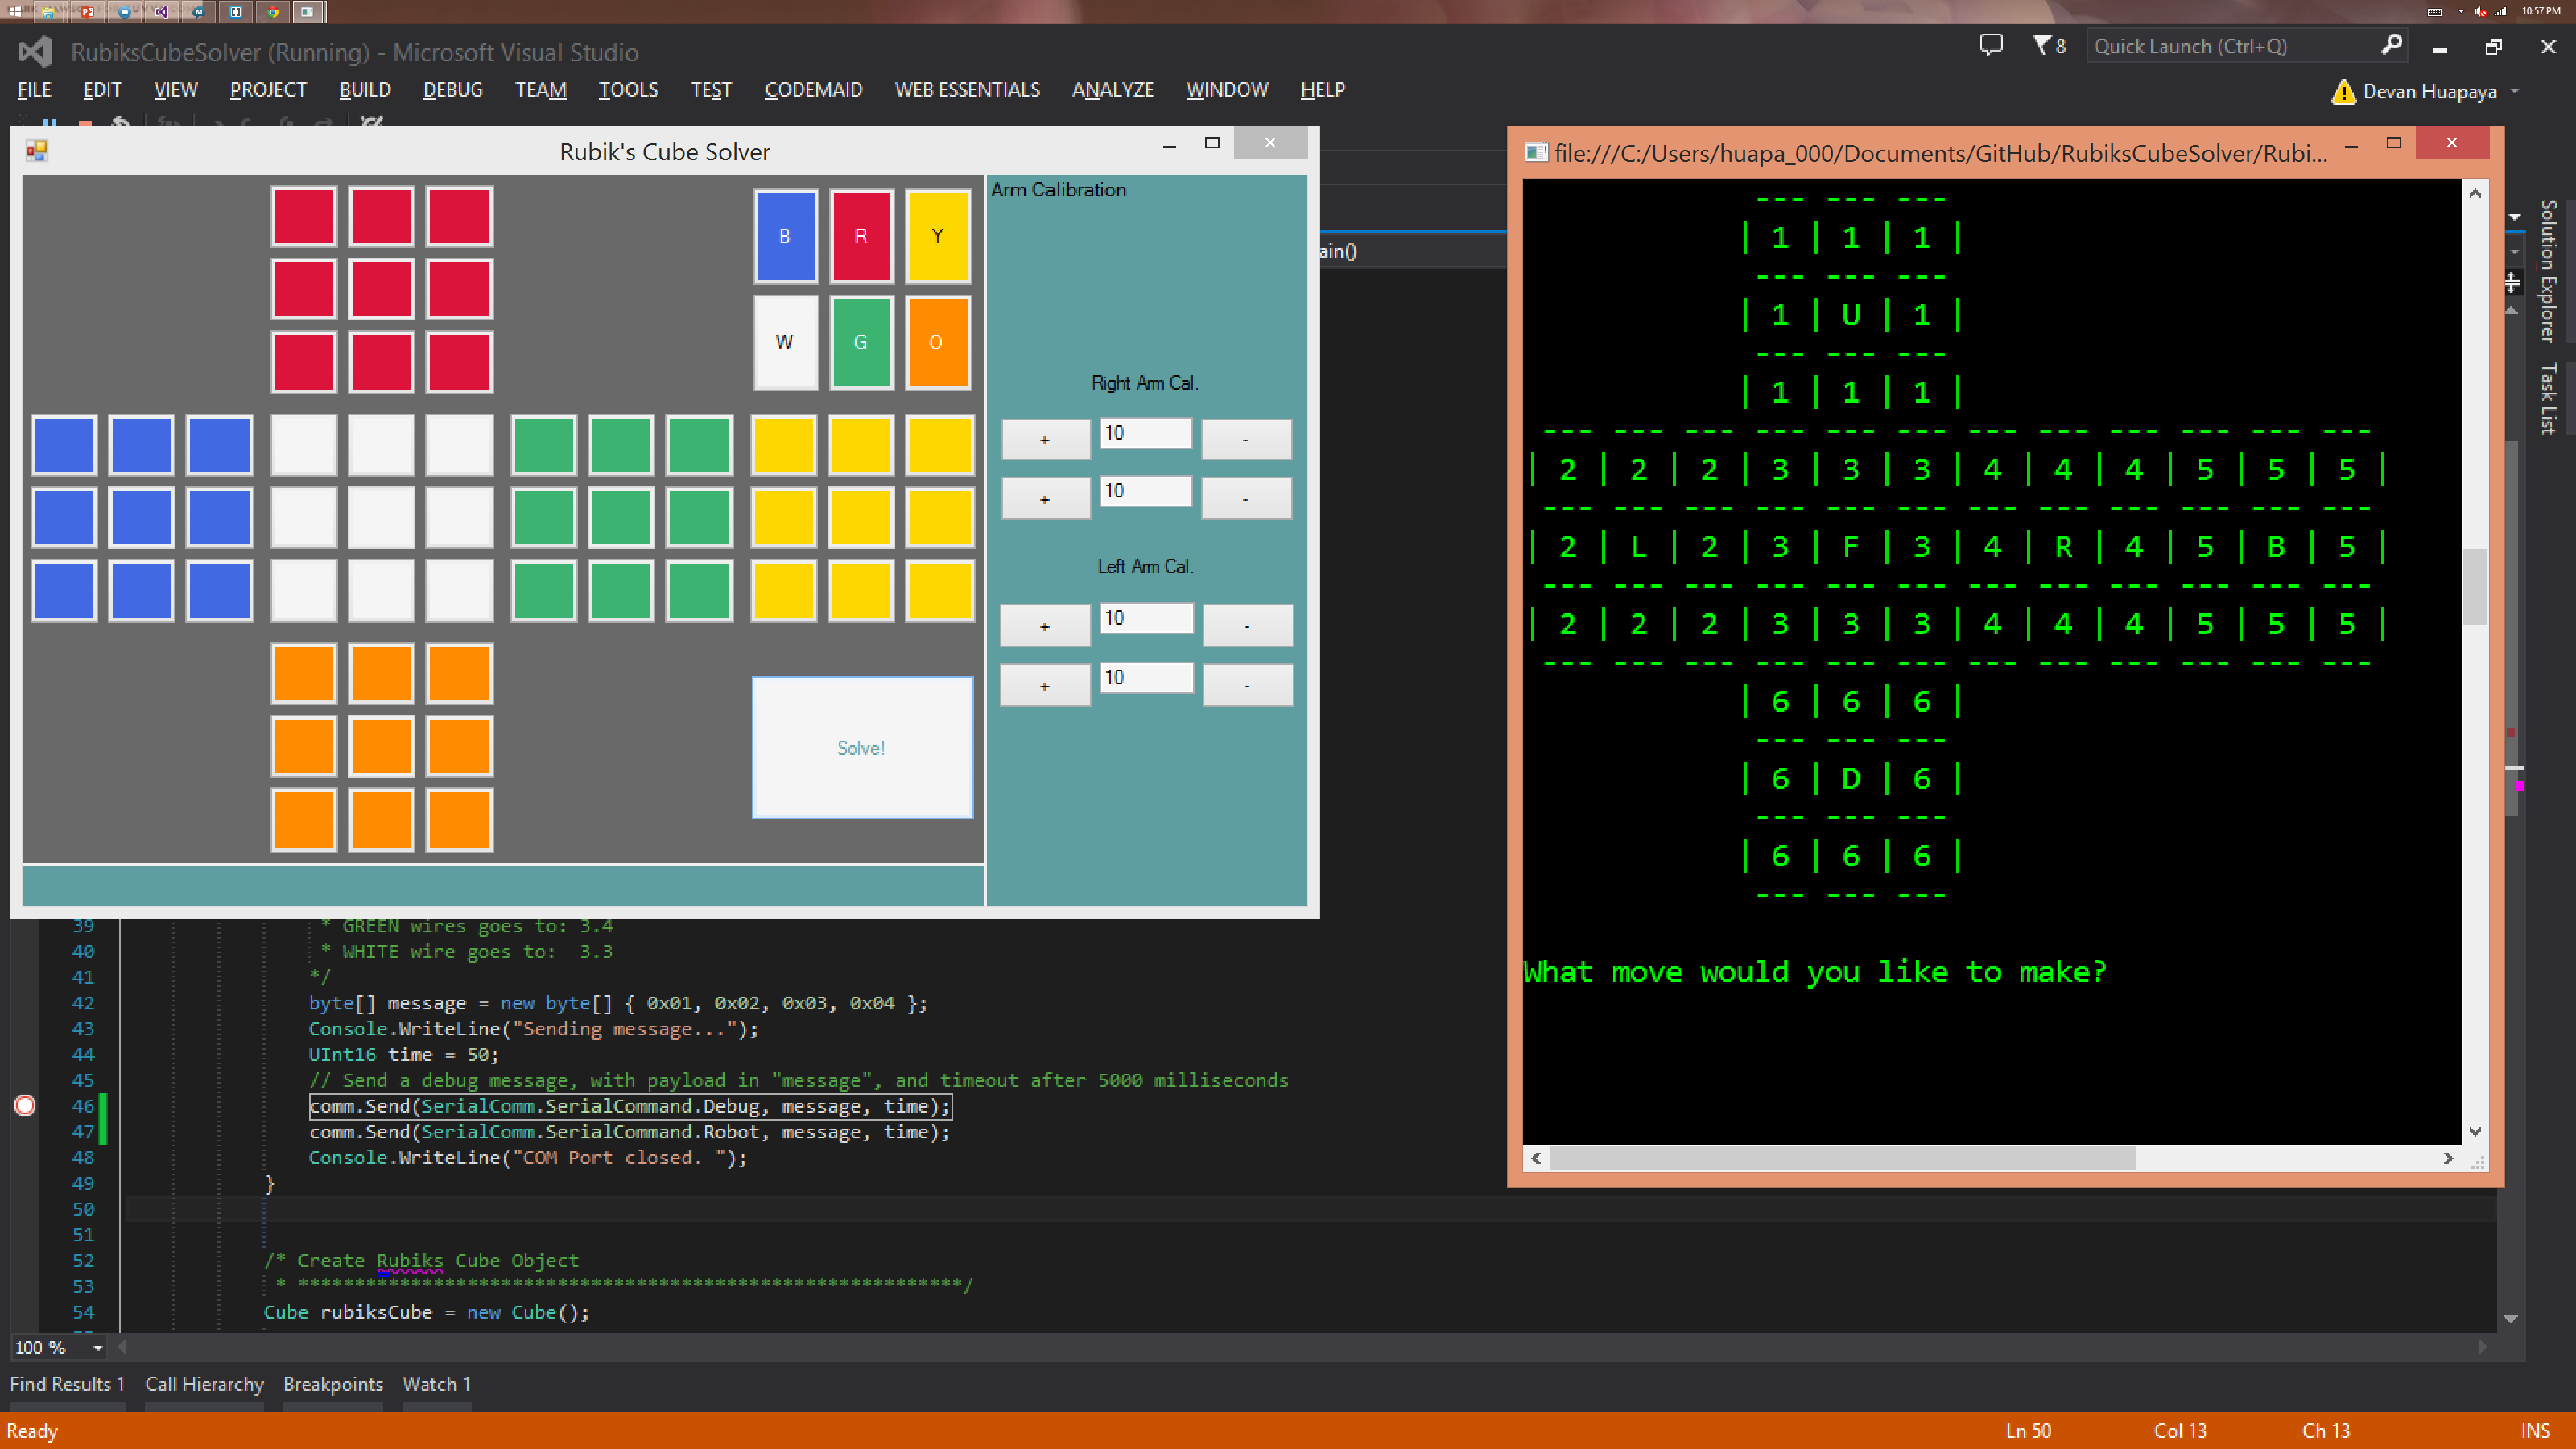 10:57 PM
RubiksCubeSolver (Running) - Microsoft Visual Studio
8
Quick Launch (Ctrl+Q)
FILE EDIT VIEW PROJECT BUILD DEBUG TEAM TOOLS TEST CODEMAID WEB ESSENTIALS ANALYZE WINDOW HELP
Devan Huapaya
Rubik's Cube Solver
B R Y
W G O
Solve!
Arm Calibration
Right Arm Cal.
+ 10 -
+ 10 -
Left Arm Cal.
+ 10 -
+ 10 -
ain()
file:///C:/Users/huapa_000/Documents/GitHub/RubiksCubeSolver/Rubi...
--- --- ---
| 1 | 1 | 1 |
--- --- ---
| 1 | U | 1 |
--- --- ---
| 1 | 1 | 1 |
--- --- --- --- --- --- --- --- --- --- --- ---
| 2 | 2 | 2 | 3 | 3 | 3 | 4 | 4 | 4 | 5 | 5 | 5 |
--- --- --- --- --- --- --- --- --- --- --- ---
| 2 | L | 2 | 3 | F | 3 | 4 | R | 4 | 5 | B | 5 |
--- --- --- --- --- --- --- --- --- --- --- ---
| 2 | 2 | 2 | 3 | 3 | 3 | 4 | 4 | 4 | 5 | 5 | 5 |
--- --- --- --- --- --- --- --- --- --- --- ---
| 6 | 6 | 6 |
--- --- ---
| 6 | D | 6 |
--- --- ---
| 6 | 6 | 6 |
--- --- ---
What move would you like to make?
Solution Explorer
Task List
39 * GREEN wires goes to: 3.4
40 * WHITE wire goes to:  3.3
41 */
42 byte[] message = new byte[] { 0x01, 0x02, 0x03, 0x04 };
43 Console.WriteLine("Sending message...");
44 UInt16 time = 50;
45 // Send a debug message, with payload in "message", and timeout after 5000 milliseconds
46 comm.Send(SerialComm.SerialCommand.Debug, message, time);
47 comm.Send(SerialComm.SerialCommand.Robot, message, time);
48 Console.WriteLine("COM Port closed. ");
49 }
50
51
52 /* Create Rubiks Cube Object
53 * ***********************************************************/
54 Cube rubiksCube = new Cube();
100 %
Find Results 1 Call Hierarchy Breakpoints Watch 1
Ready Ln 50 Col 13 Ch 13 INS